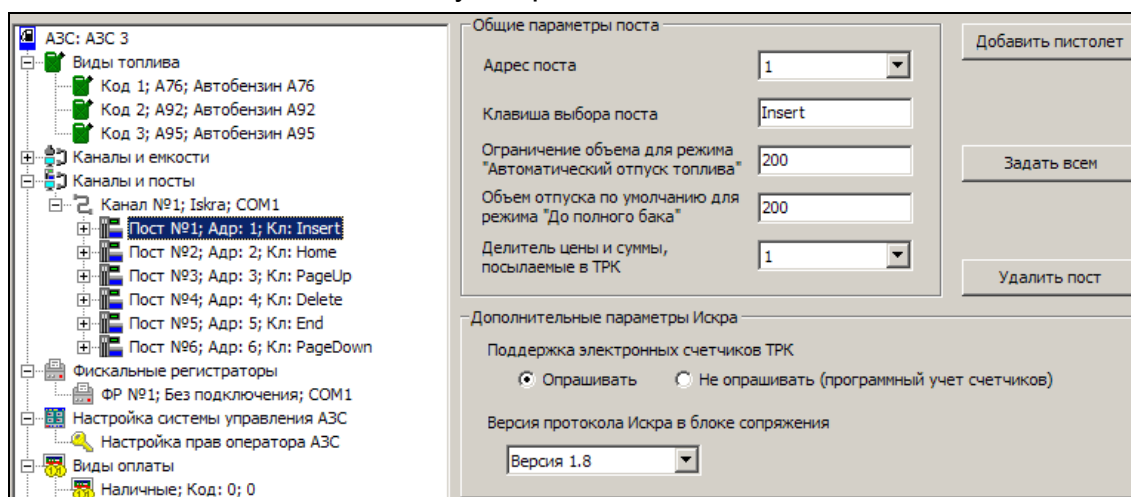 АЗС: АЗС 3
Виды топлива
Код 1; А76; Автобензин А76
Код 2; А92; Автобензин А92
Код 3; А95; Автобензин А95
Каналы и емкости
Каналы и посты
Канал №1; Iskra; COM1
Пост №1; Адр: 1; Кл: Insert
Пост №2; Адр: 2; Кл: Home
Пост №3; Адр: 3; Кл: PageUp
Пост №4; Адр: 4; Кл: Delete
Пост №5; Адр: 5; Кл: End
Пост №6; Адр: 6; Кл: PageDown
Фискальные регистраторы
ФР №1; Без подключения; COM1
Настройка системы управления АЗС
Настройка прав оператора АЗС
Виды оплаты
Наличные; Код: 0; 0
Общие параметры поста
Адрес поста 1
Клавиша выбора поста Insert
Ограничение объема для режима
"Автоматический отпуск топлива" 200
Объем отпуска по умолчанию для
режима "До полного бака" 200
Делитель цены и суммы,
посылаемые в ТРК 1
Добавить пистолет
Задать всем
Удалить пост
Дополнительные параметры Искра
Поддержка электронных счетчиков ТРК
Опрашивать Не опрашивать (программный учет счетчиков)
Версия протокола Искра в блоке сопряжения
Версия 1.8